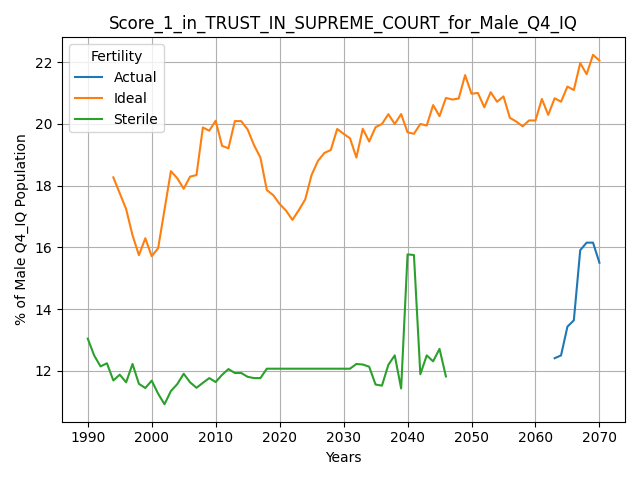 Score_1_in_TRUST_IN_SUPREME_COURT_for_Male_Q4_IQ
Fertility
Actual
Ideal
Sterile
% of Male Q4_IQ Population
22
20
18
16
14
12
1990 2000 2010 2020 2030 2040 2050 2060 2070
Years